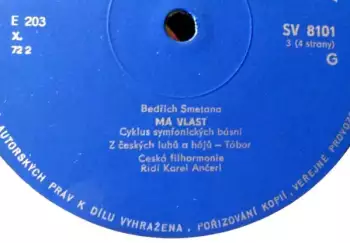 E 203
X.
72 2
SV 8101
3 (4 strany)
G
Bedřich Smetana
MÁ VLAST
Cyklus symfonických básní
Z českých luhů a hájů – Tábor
Česká filharmonie
Řídí Karel Ančerl
AUTORSKÝCH PRÁV K DÍLU VYHRAŽENA. POŘIZOVÁNÍ KOPIÍ, VEŘEJNÉ PROVOZ